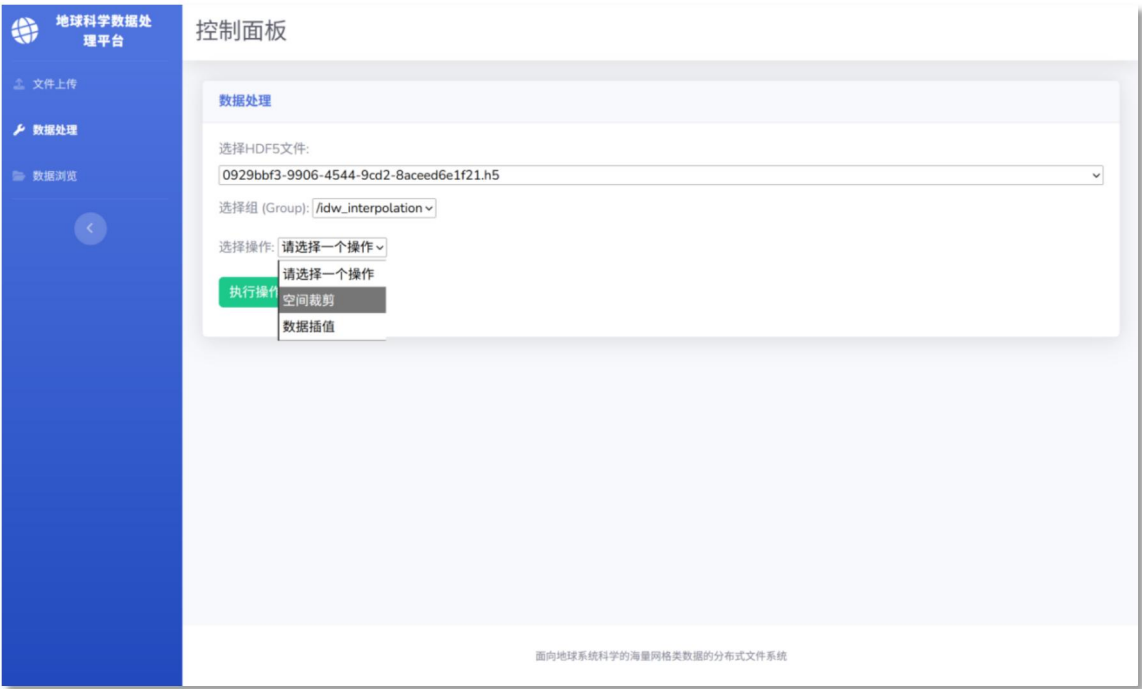 地球科学数据处
理平台
文件上传
数据处理
数据浏览
控制面板
数据处理
选择HDF5文件:
0929bbf3-9906-4544-9cd2-8aceed6e1f21.h5
选择组 (Group): /idw_interpolation
选择操作: 请选择一个操作
请选择一个操作
执行操作
空间裁剪
数据插值
面向地球系统科学的海量网格类数据的分布式文件系统